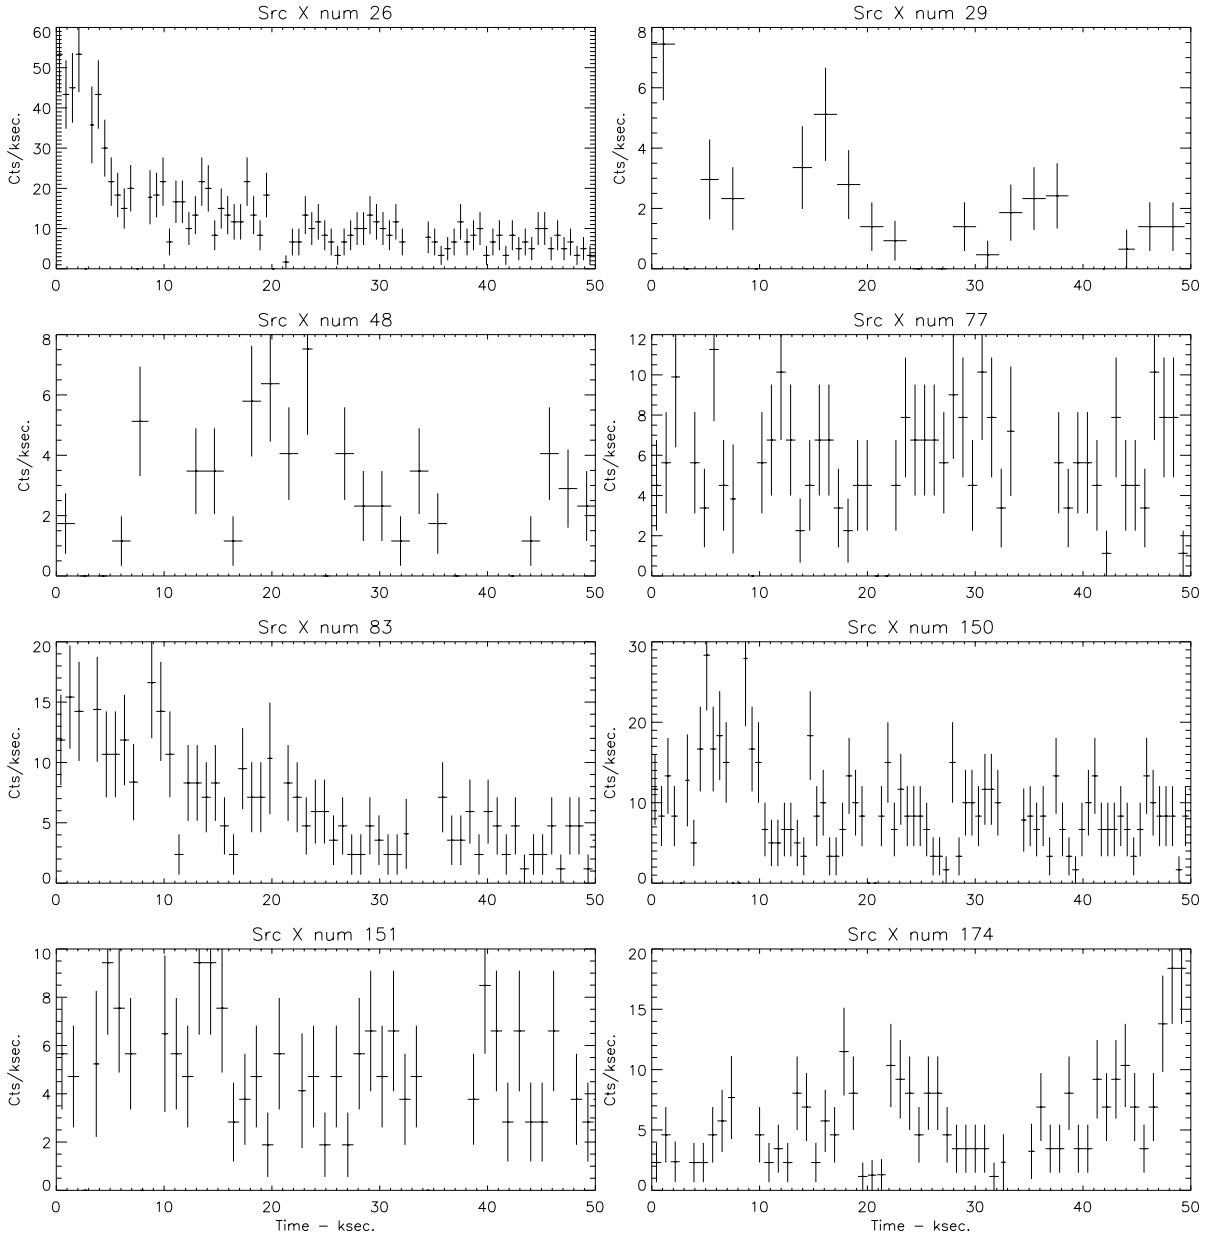 Src X num 26
Cts/ksec.
60
50
40
30
20
10
0
0 10 20 30 40 50
Src X num 29
Cts/ksec.
8
6
4
2
0
0 10 20 30 40 50
Src X num 48
Cts/ksec.
8
6
4
2
0
0 10 20 30 40 50
Src X num 77
Cts/ksec.
12
10
8
6
4
2
0
0 10 20 30 40 50
Src X num 83
Cts/ksec.
20
15
10
5
0
0 10 20 30 40 50
Src X num 150
Cts/ksec.
30
20
10
0
0 10 20 30 40 50
Src X num 151
Cts/ksec.
10
8
6
4
2
0
0 10 20 30 40 50
Time – ksec.
Src X num 174
Cts/ksec.
20
15
10
5
0
0 10 20 30 40 50
Time – ksec.